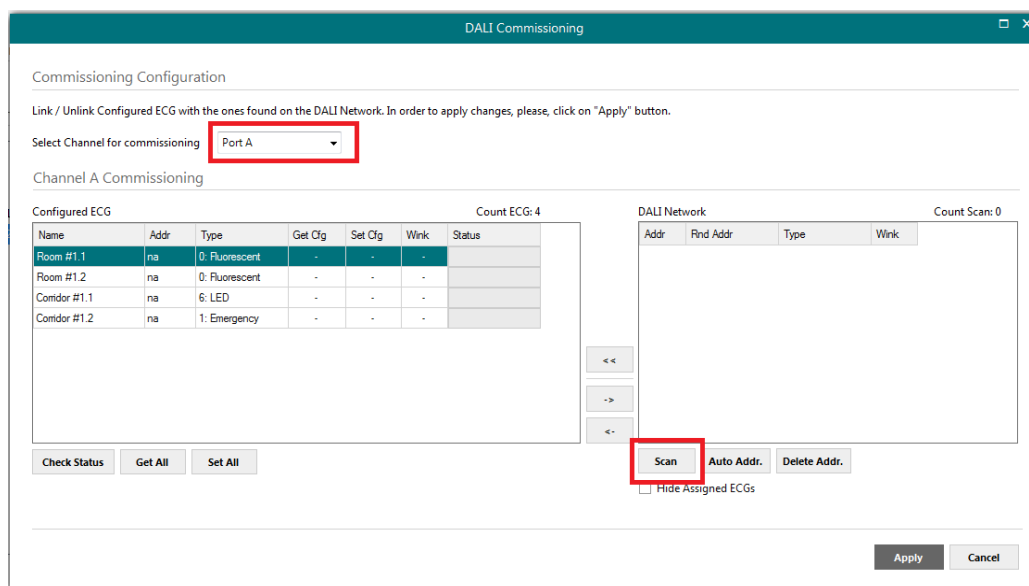 DALI Commissioning
Commissioning Configuration
Link / Unlink Configured ECG with the ones found on the DALI Network. In order to apply changes, please, click on "Apply" button.
Select Channel for commissioning Port A
Channel A Commissioning
Configured ECG Count ECG: 4
Name Addr Type Get Cfg Set Cfg Wink Status
Room #1.1 na 0: Fluorescent - - -
Room #1.2 na 0: Fluorescent - - -
Corridor #1.1 na 6: LED - - -
Corridor #1.2 na 1: Emergency - - -
Check Status Get All Set All
<<
->
<-
DALI Network Count Scan: 0
Addr Rnd Addr Type Wink
Scan Auto Addr. Delete Addr.
Hide Assigned ECGs
Apply Cancel